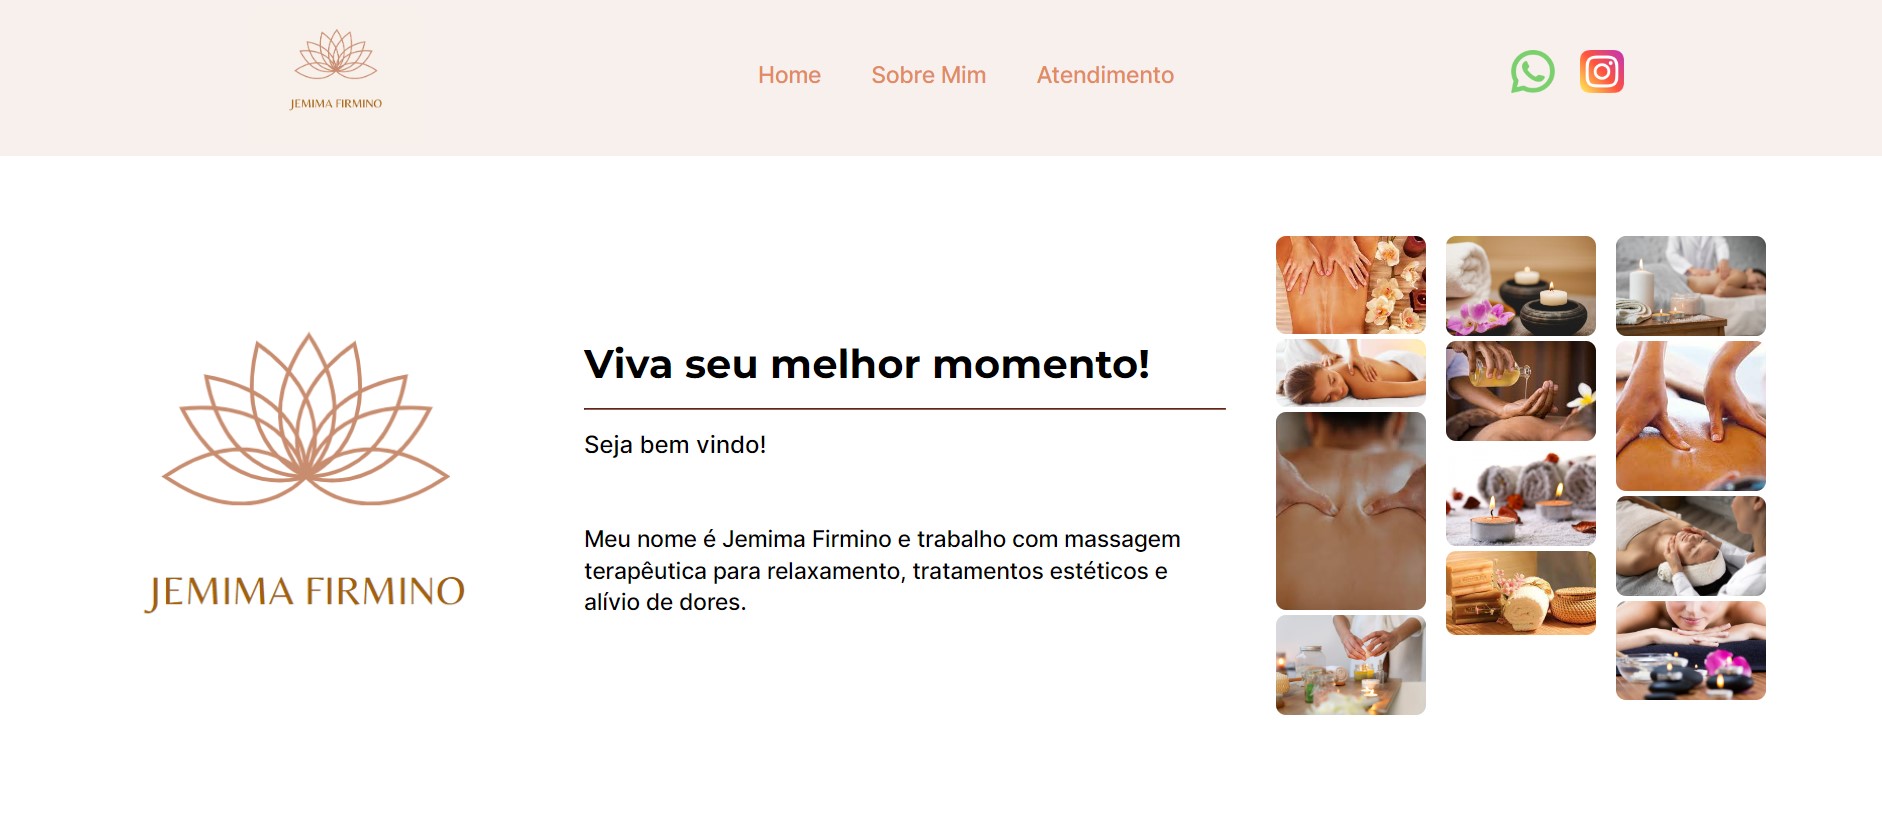 JEMIMA FIRMINO
Home
Sobre Mim
Atendimento
JEMIMA FIRMINO
Viva seu melhor momento!
Seja bem vindo!
Meu nome é Jemima Firmino e trabalho com massagem
terapêutica para relaxamento, tratamentos estéticos e
alívio de dores.